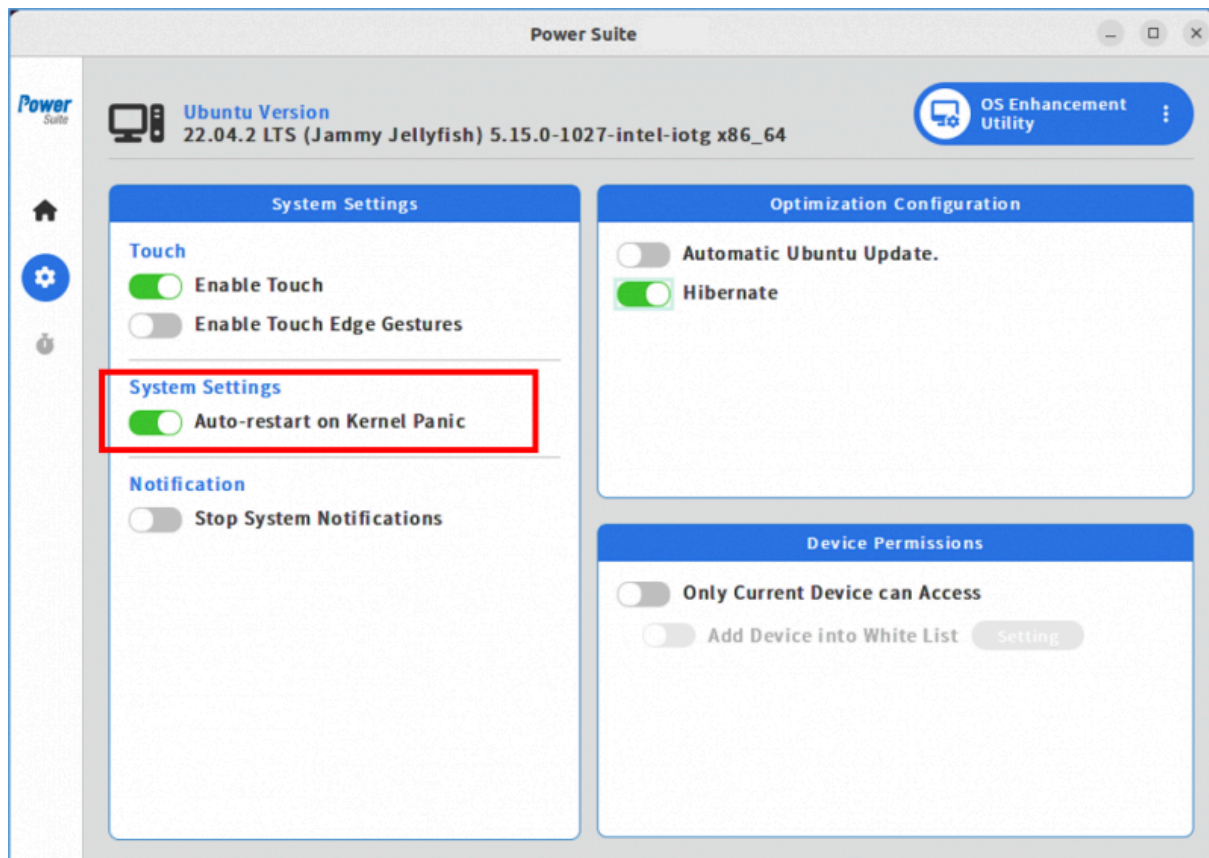 Power Suite
Power
Suite
Ubuntu Version
22.04.2 LTS (Jammy Jellyfish) 5.15.0-1027-intel-iotg x86_64
OS Enhancement
Utility
System Settings
Touch
Enable Touch
Enable Touch Edge Gestures
System Settings
Auto-restart on Kernel Panic
Notification
Stop System Notifications
Optimization Configuration
Automatic Ubuntu Update.
Hibernate
Device Permissions
Only Current Device can Access
Add Device into White List Setting